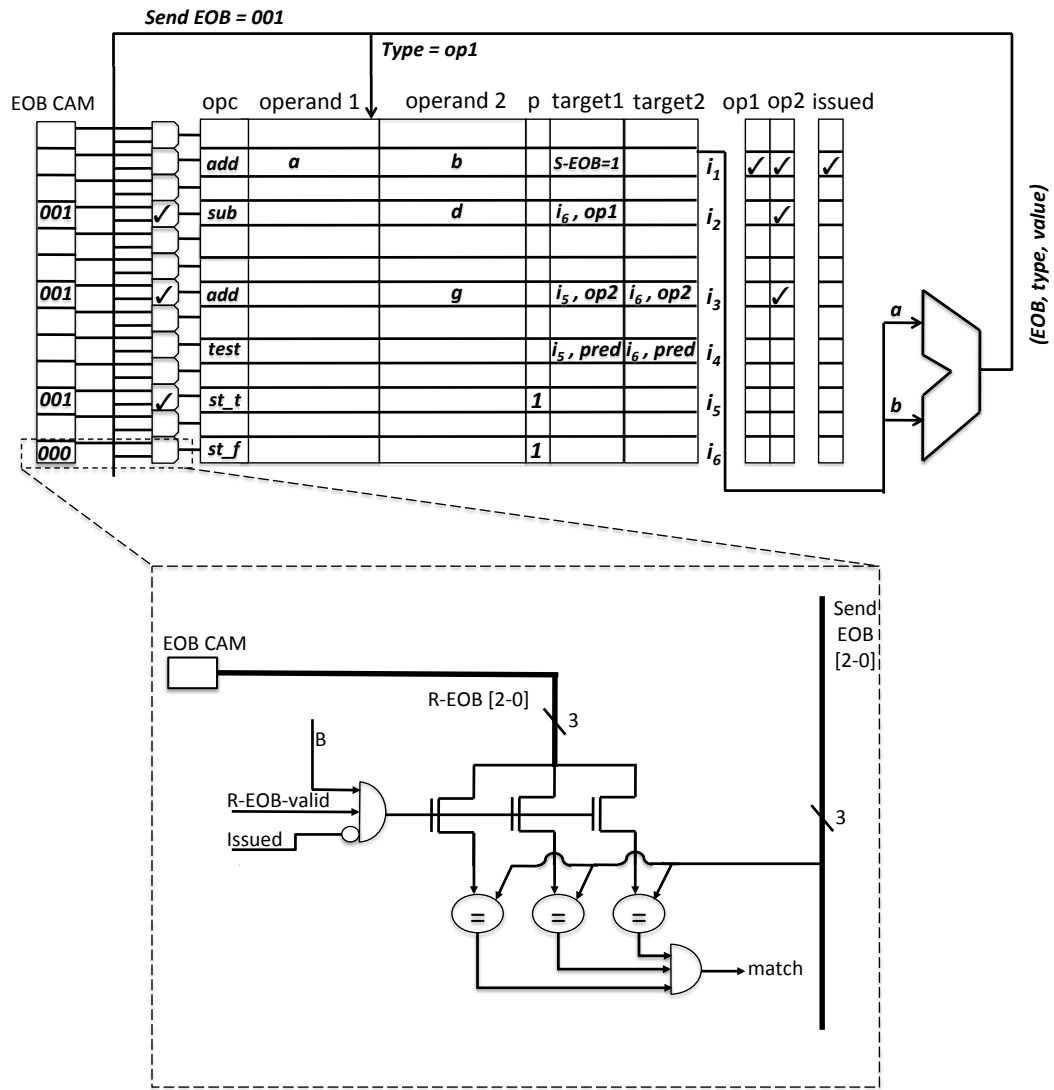 Send EOB = 001
Type = op1
EOB CAM opc operand 1 operand 2 p target1 target2 op1 op2 issued
add a b S-EOB=1 i1 ✓ ✓ ✓
001 ✓ sub d i6 , op1 i2 ✓
001 ✓ add g i5 , op2 i6 , op2 i3 ✓
test i5 , pred i6 , pred i4
001 ✓ st_t 1 i5
000 st_f 1 i6
a
b
(EOB, type, value)
Send
EOB
[2-0]
EOB CAM
R-EOB [2-0]
3
B
R-EOB-valid
Issued
3
= = =
match